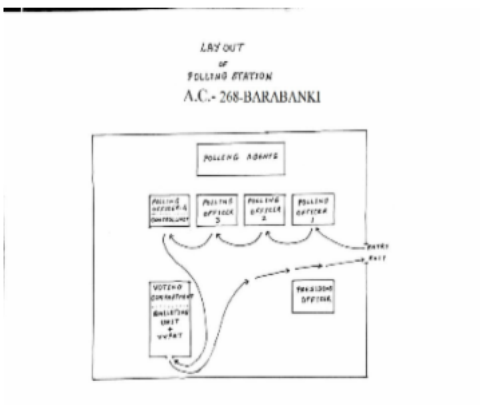 LAY OUT
OF
POLLING STATION
A.C.- 268-BARABANKI
POLLING AGENTS
POLLING
OFFICER
CONTROL UNIT
POLLING
OFFICER
3
POLLING
OFFICER
2
POLLING
OFFICER
1
ENTRY
EXIT
VOTING
COMPARTMENT
BALLOTING
UNIT
+
VVPAT
PRESIDING
OFFICER